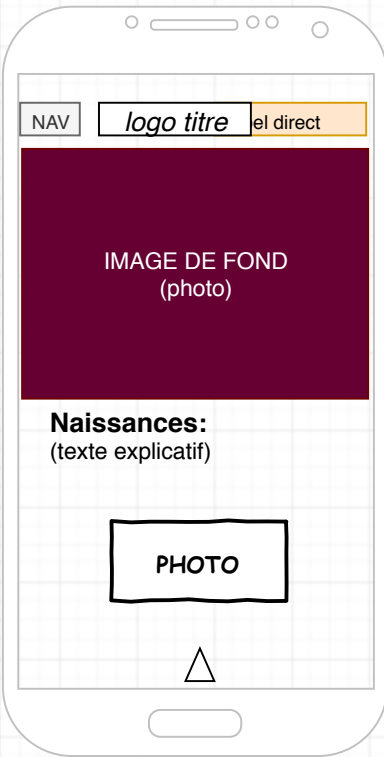 NAV
logo titre
el direct
IMAGE DE FOND
(photo)
Naissances:
(texte explicatif)
PHOTO